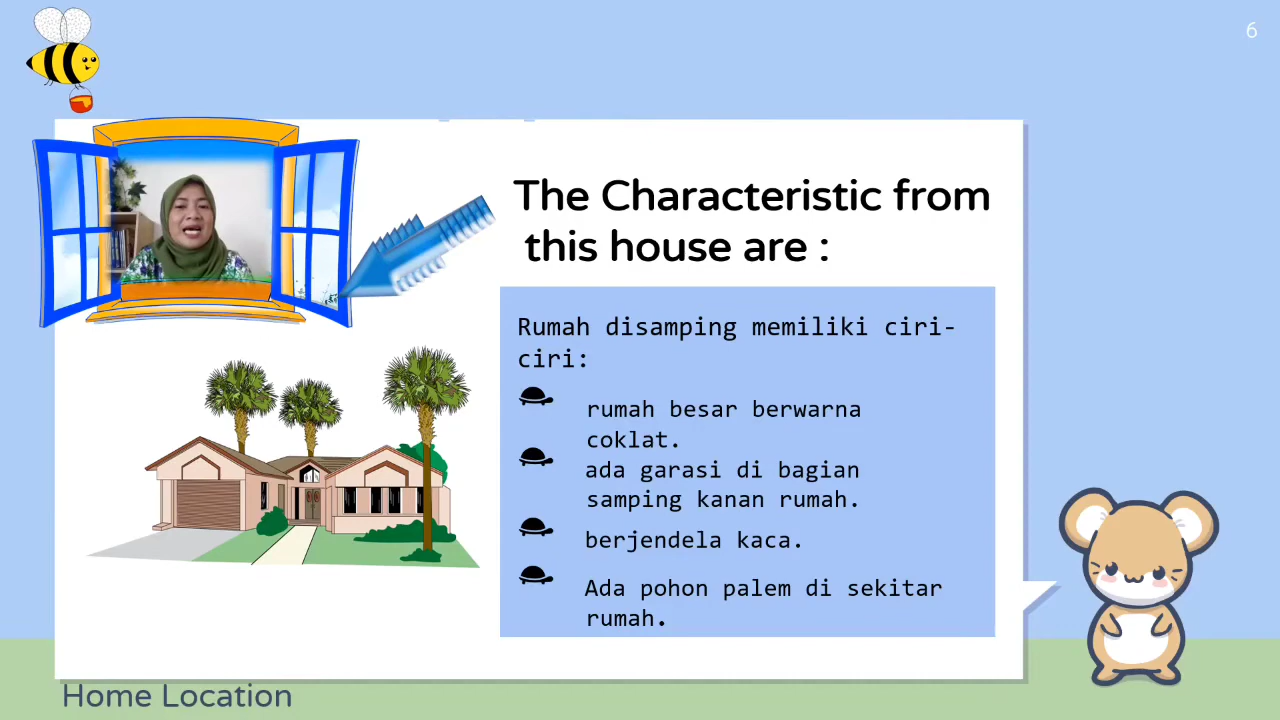 6
The Characteristic from
this house are :
Rumah disamping memiliki ciri-
ciri:
rumah besar berwarna
coklat.
ada garasi di bagian
samping kanan rumah.
berjendela kaca.
Ada pohon palem di sekitar
rumah.
Home Location